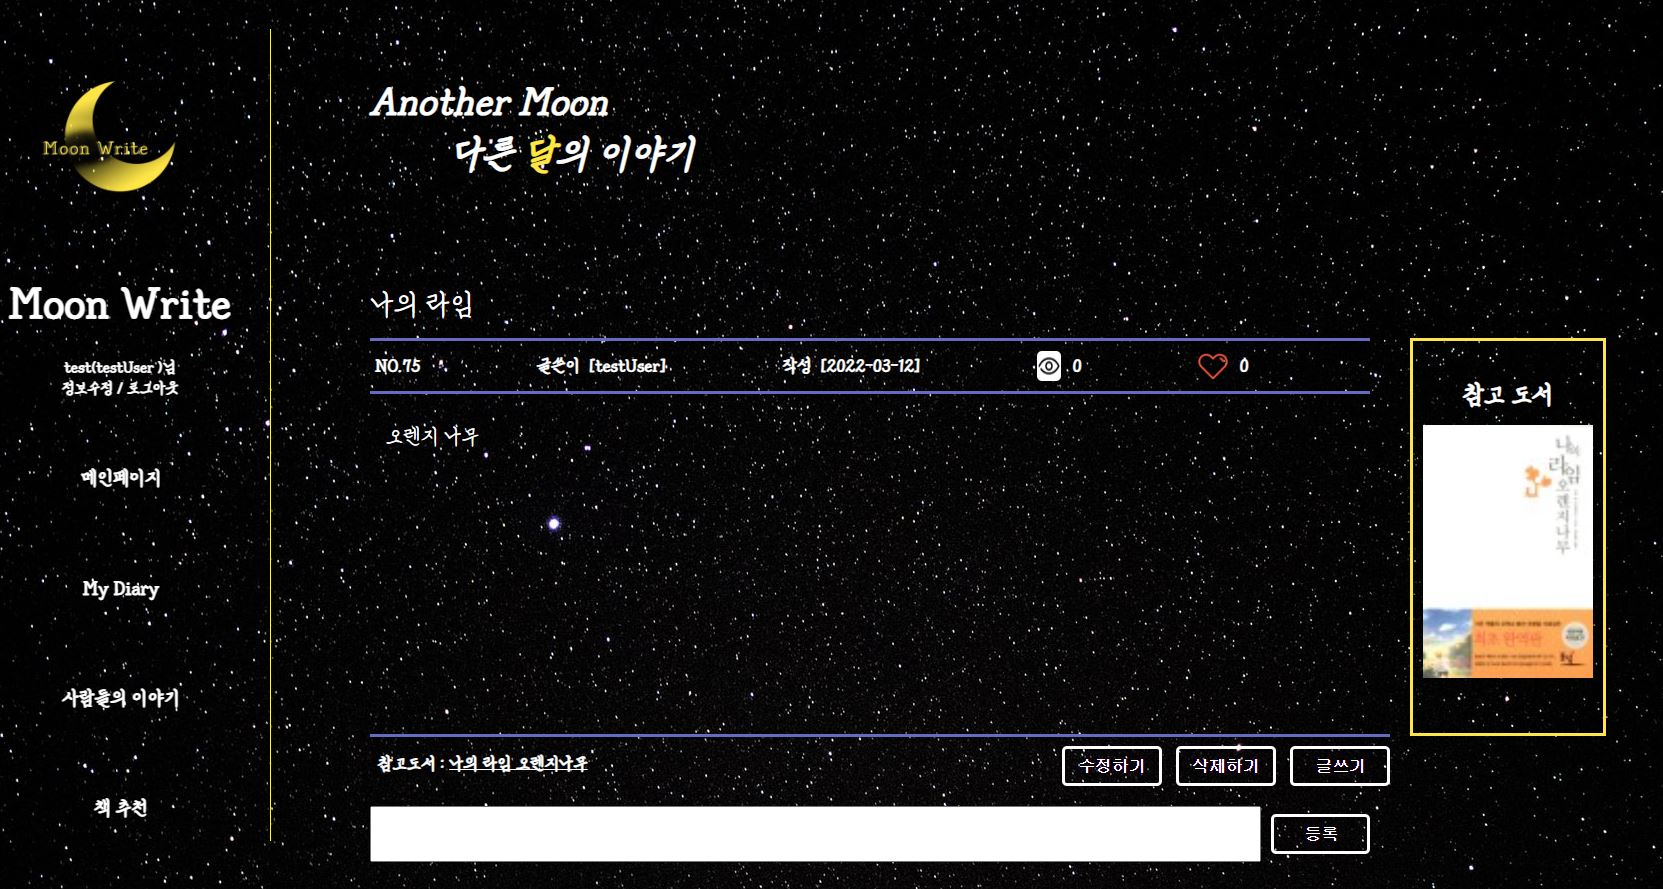 Moon Write
Moon Write
test(testUser )님
정보수정 / 로그아웃
메인페이지
My Diary
사람들의 이야기
책 추천
Another Moon
다른 달의 이야기
나의 라임
NO.75 글쓴이 [testUser] 작성 [2022-03-12] 0 0
오렌지 나무
참고도서 : 나의 라임 오렌지나무
수정하기 삭제하기 글쓰기
등록
참고 도서
나의
라임
오렌지나무
최초 완역판